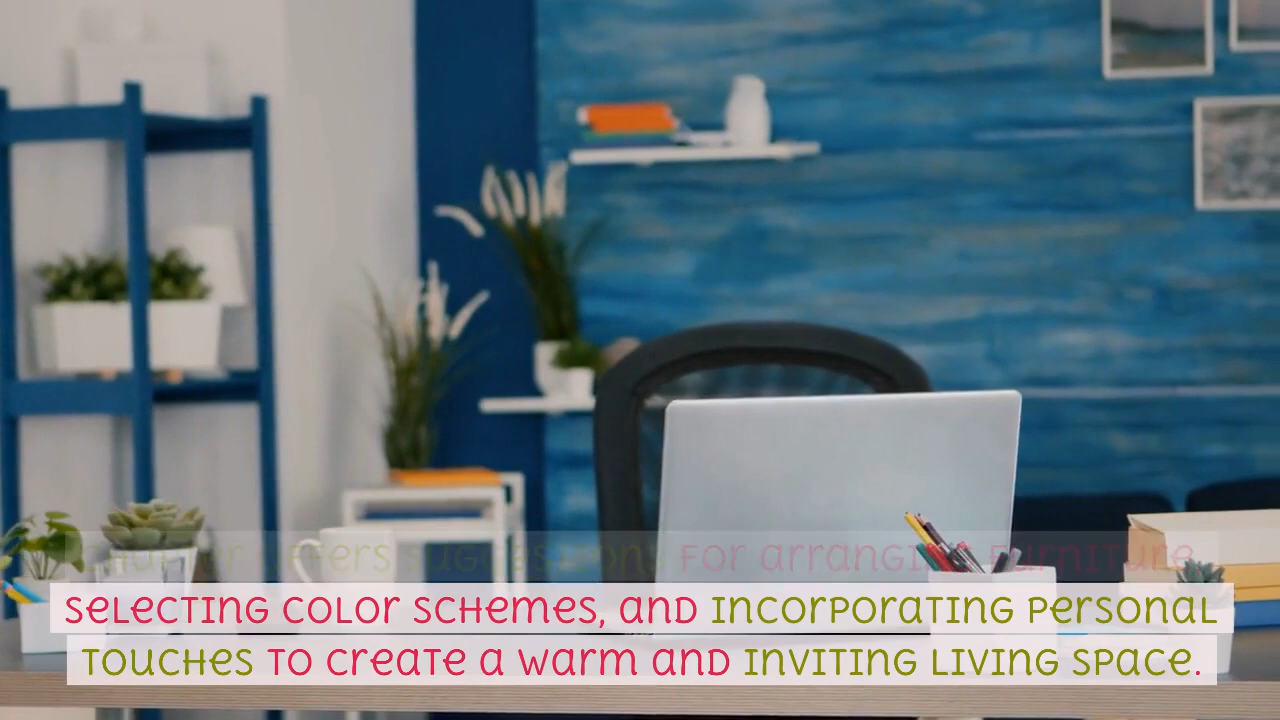 chapter offers suggestions for arranging furniture,
selecting color schemes, and incorporating personal
touches to create a warm and inviting living space.